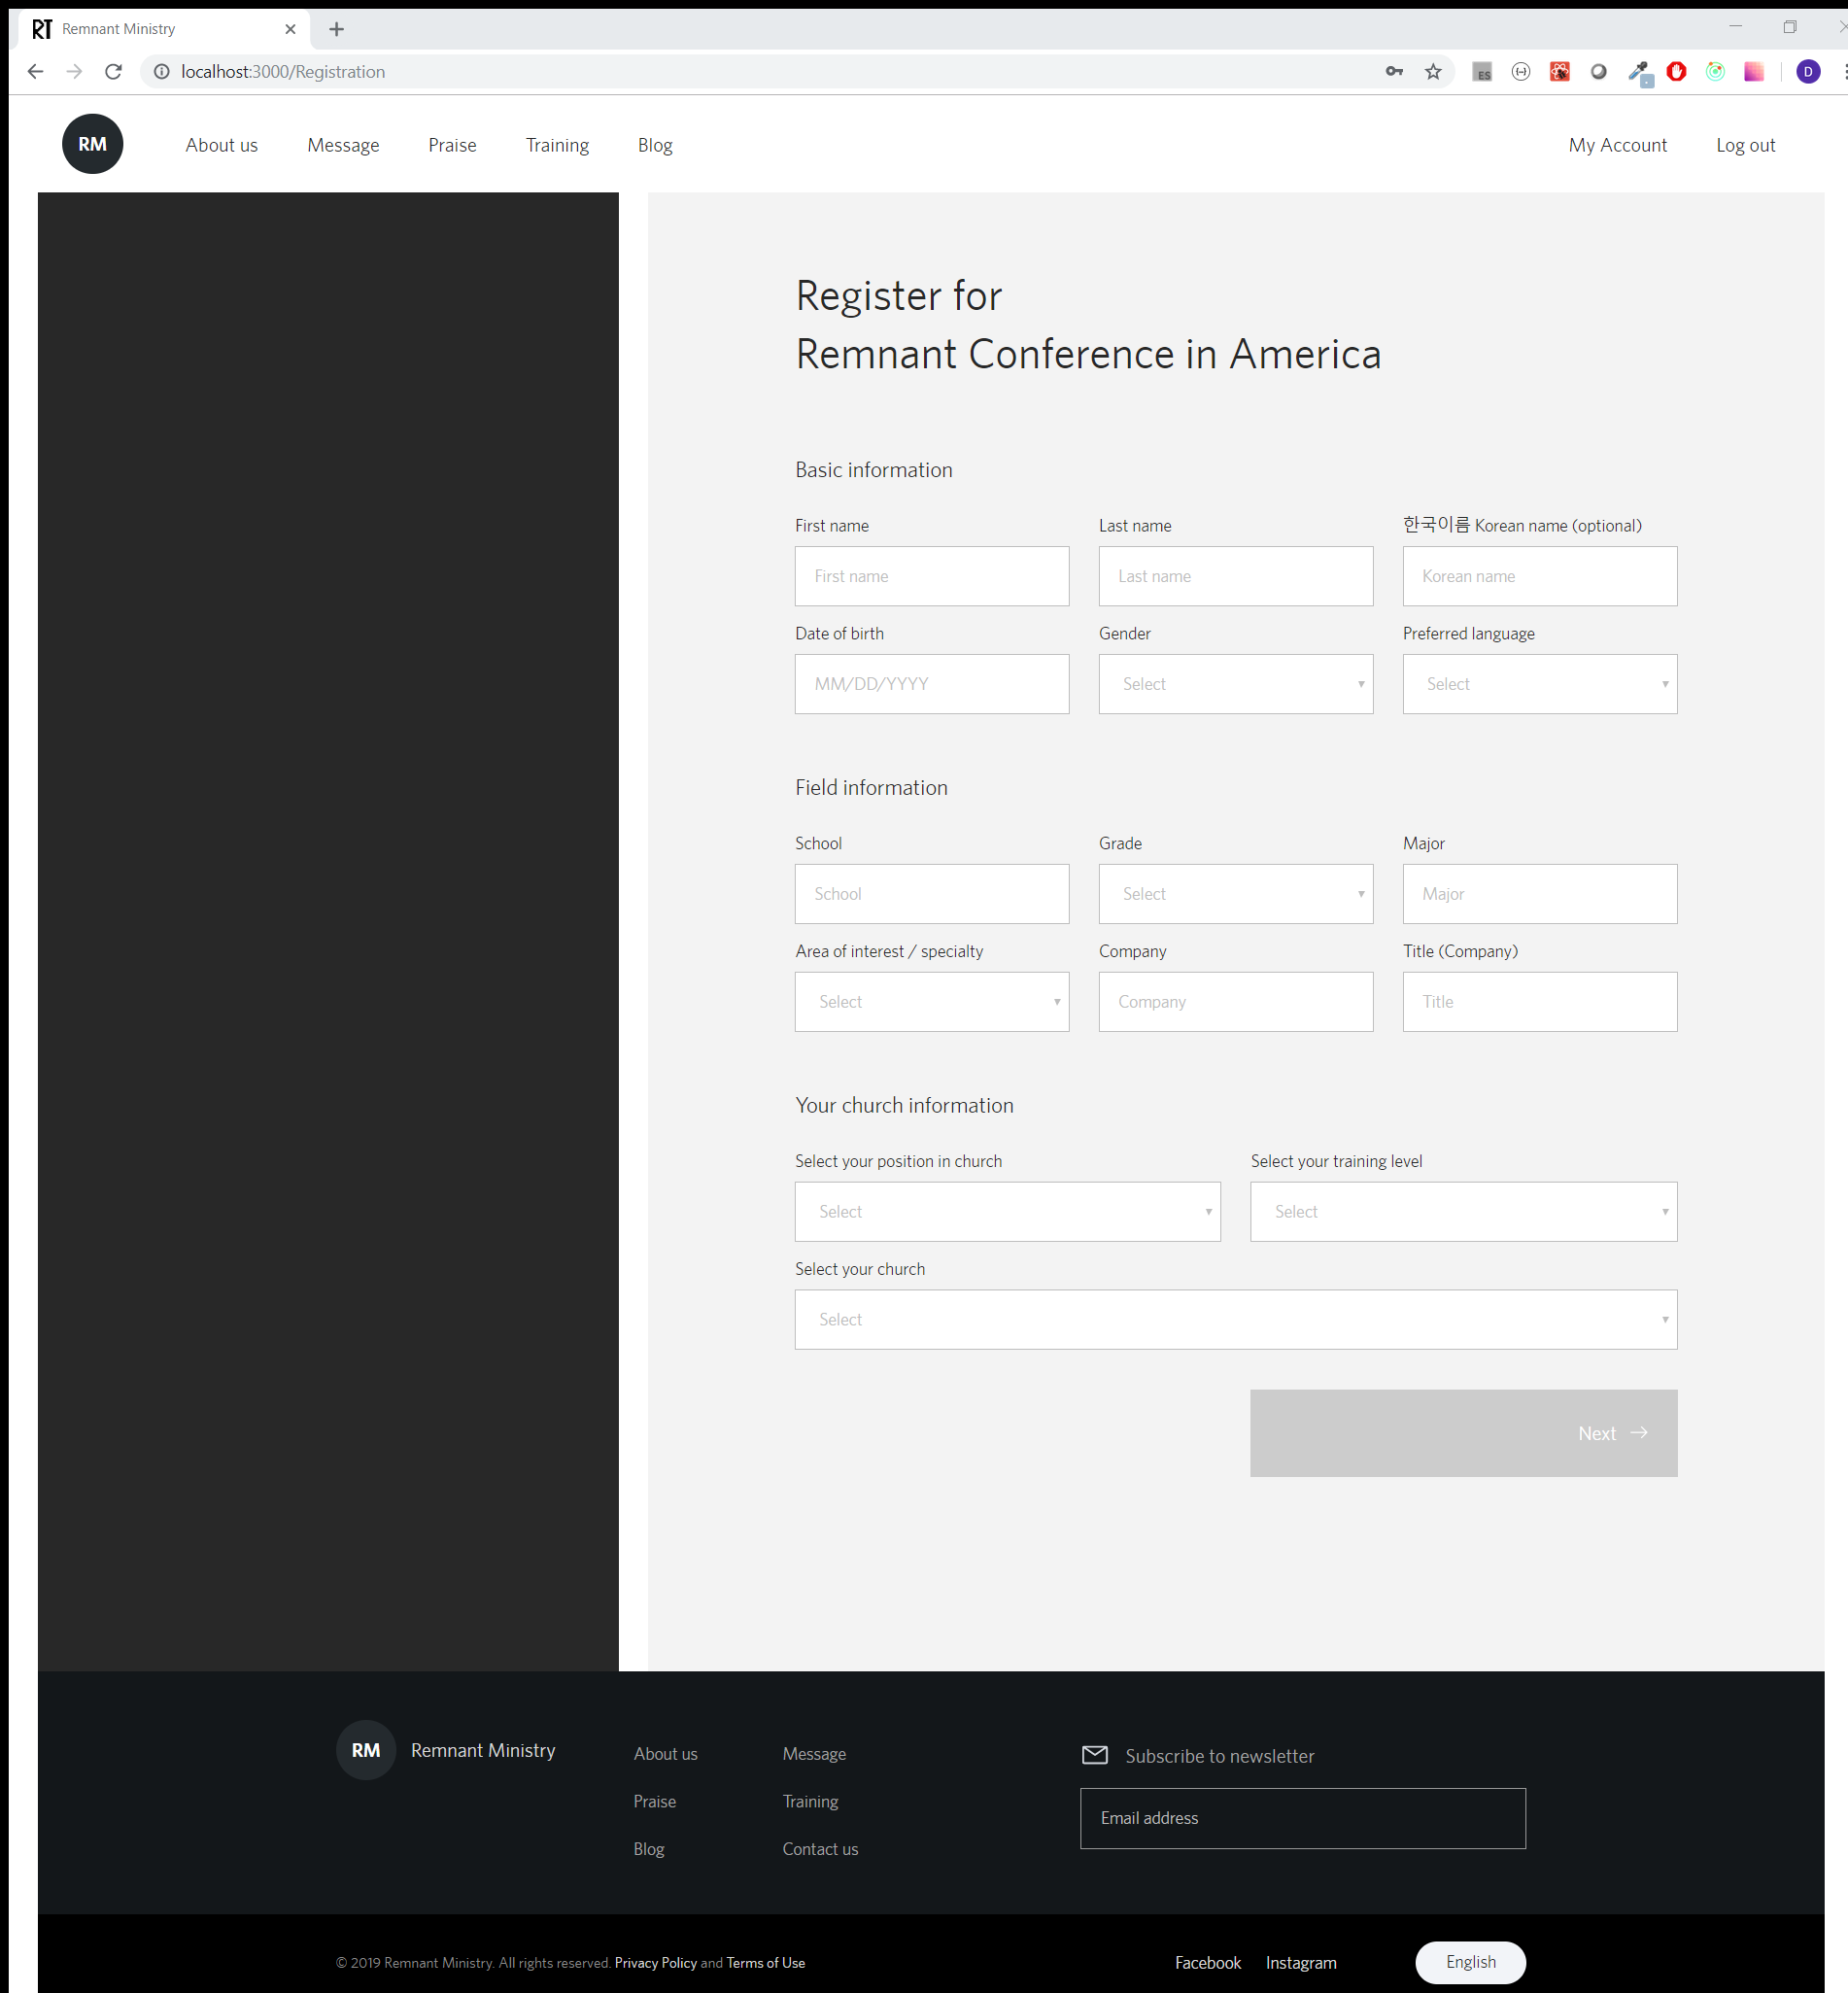 RT Remnant Ministry
localhost:3000/Registration
ES
D
RM About us Message Praise Training Blog My Account Log out
Register for
Remnant Conference in America
Basic information
First name Last name 한국이름 Korean name (optional)
First name Last name Korean name
Date of birth Gender Preferred language
MM/DD/YYYY Select Select
Field information
School Grade Major
School Select Major
Area of interest / specialty Company Title (Company)
Select Company Title
Your church information
Select your position in church Select your training level
Select Select
Select your church
Select
Next
RM Remnant Ministry
About us Message
Praise Training
Blog Contact us
Subscribe to newsletter
Email address
© 2019 Remnant Ministry. All rights reserved. Privacy Policy and Terms of Use
Facebook Instagram English